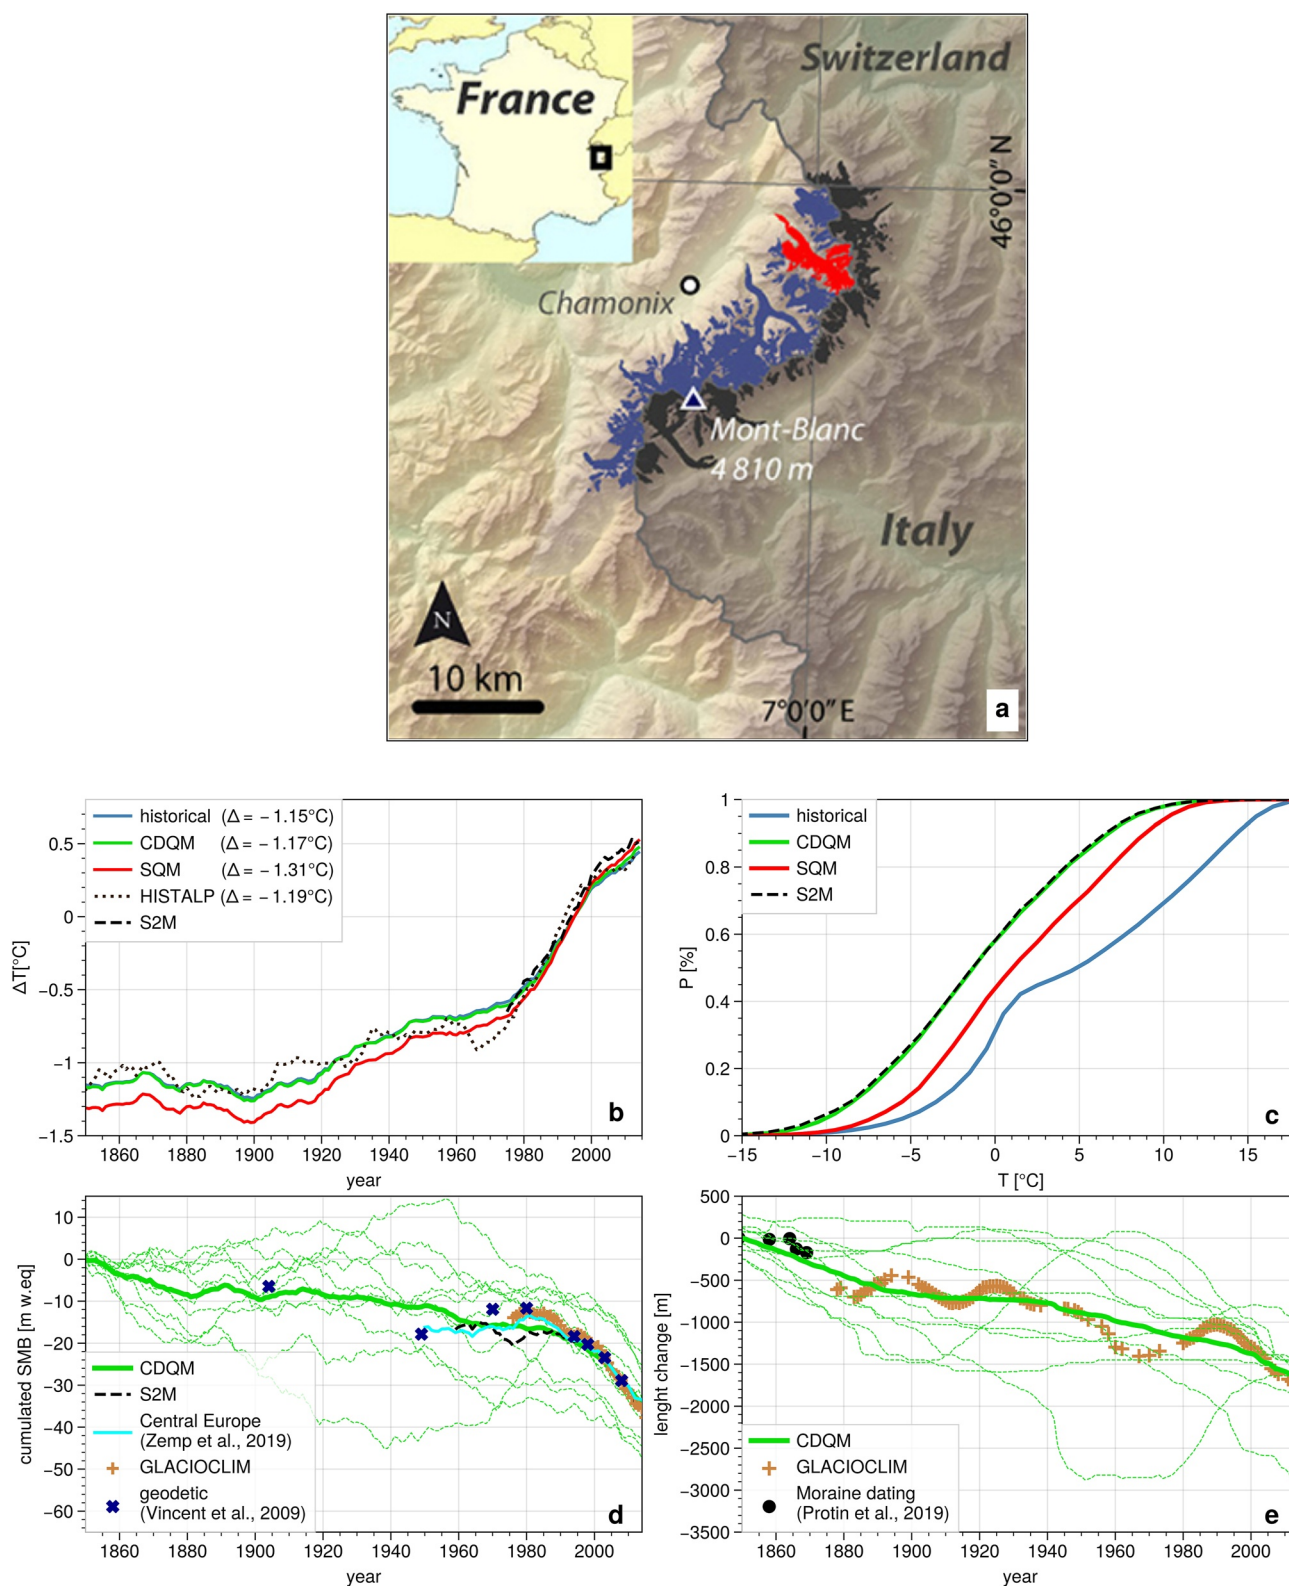 Switzerland
France
46°0'0" N
Chamonix
Mont-Blanc
4 810 m
Italy
N
10 km
7°0'0" E
a
historical (Δ = −1.15°C)
CDQM (Δ = −1.17°C)
SQM (Δ = −1.31°C)
HISTALP (Δ = −1.19°C)
S2M
0.5
0
−0.5
−1
−1.5
ΔT[°C]
1860 1880 1900 1920 1940 1960 1980 2000
year
b
historical
CDQM
SQM
S2M
1
0.8
0.6
0.4
0.2
0
P [%]
−15 −10 −5 0 5 10 15
T [°C]
c
10
0
−10
−20
−30
−40
−50
−60
cumulated SMB [m w.eq]
CDQM
S2M
Central Europe
(Zemp et al., 2019)
GLACIOCLIM
geodetic
(Vincent et al., 2009)
1860 1880 1900 1920 1940 1960 1980 2000
year
d
500
0
−500
−1000
−1500
−2000
−2500
−3000
−3500
lenght change [m]
CDQM
GLACIOCLIM
Moraine dating
(Protin et al., 2019)
1860 1880 1900 1920 1940 1960 1980 2000
year
e